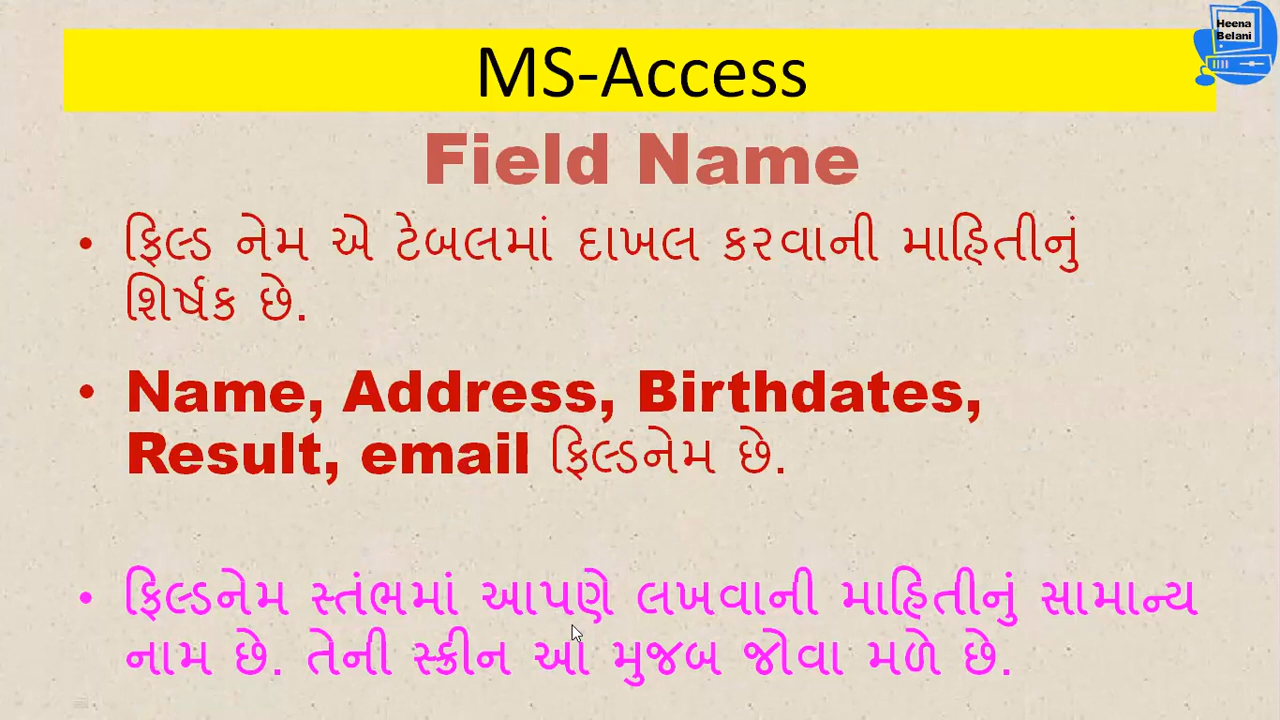 Heena
Belani
MS-Access
Field Name
• ફિલ્ડ નેમ એ ટેબલમાં દાખલ કરવાની માહિતીનું
શિર્ષક છે.
• Name, Address, Birthdates,
Result, email ફિલ્ડનેમ છે.
• ફિલ્ડનેમ સ્તંભમાં આપણે લખવાની માહિતીનું સામાન્ય
નામ છે. તેની સ્ક્રીન ઓ મુજબ જોવા મળે છે.